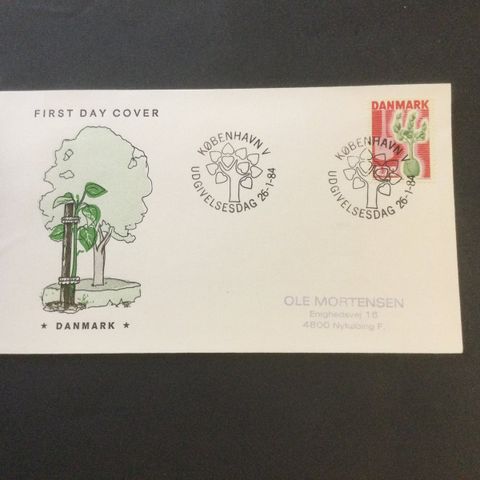 FIRST DAY COVER
KØBENHAVN V
UDGIVELSESDAG 26-1-84
DANMARK
KØBENHAVN V
UDGIVELSESDAG 26-1-84
★ DANMARK ★
OLE MORTENSEN
Enighedsvej 16
4800 Nykøbing F.